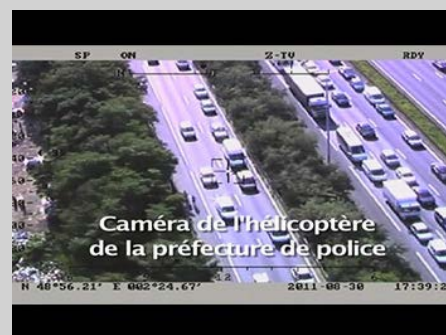 SP ON Z-TV RDY
Caméra de l'hélicoptère
de la préfecture de police
N 48°56.21' E 002°24.67' 2011-08-30 17:39:2